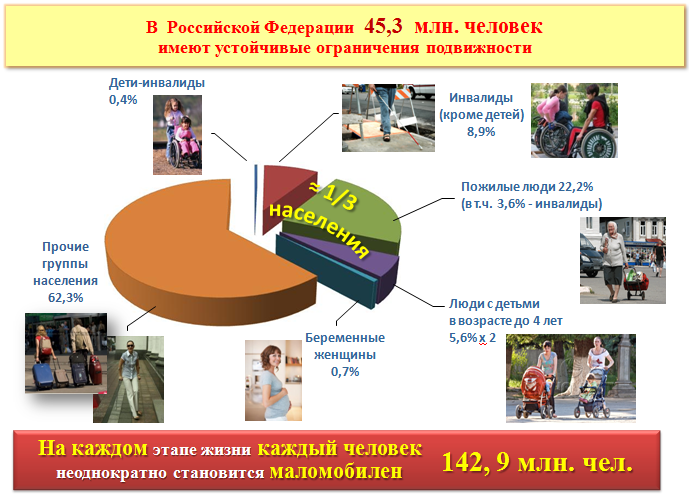 В Российской Федерации 45,3 млн. человек
имеют устойчивые ограничения подвижности
Дети-инвалиды
0,4%
Инвалиды
(кроме детей)
8,9%
≈ 1/3
населения
Пожилые люди 22,2%
(в т.ч. 3,6% - инвалиды)
Прочие
группы
населения
62,3%
Люди с детьми
в возрасте до 4 лет
5,6% х 2
Беременные
женщины
0,7%
На каждом этапе жизни каждый человек
неоднократно становится маломобилен
142, 9 млн. чел.